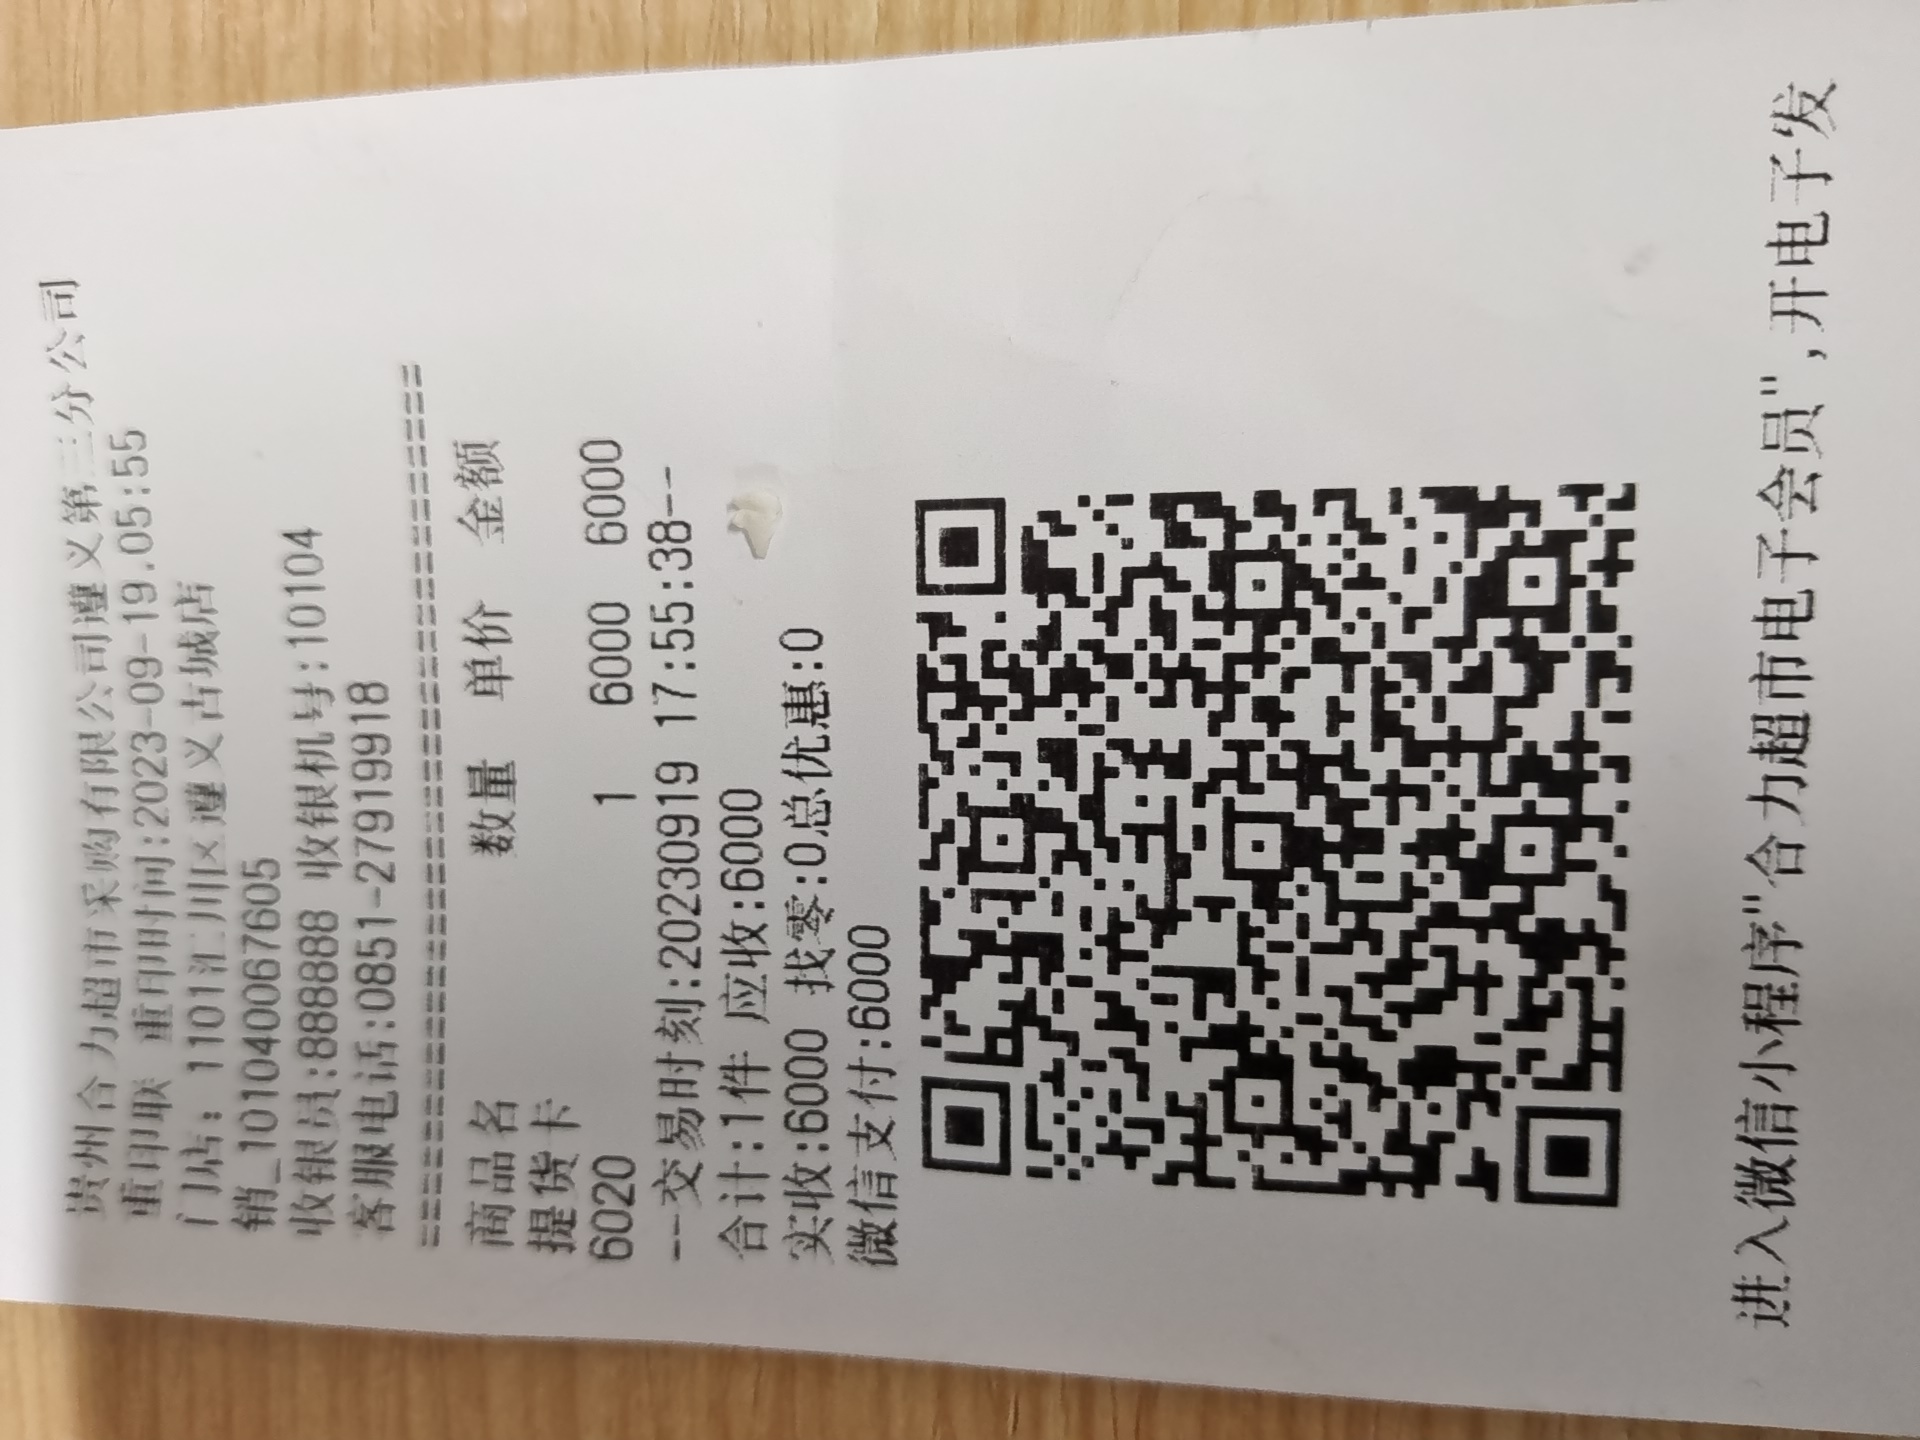 贵州合力超市采购有限公司遵义第三分公司
重印联 重印时间:2023-09-19.05:55
门店: 1101汇川区遵义古城店
销_101040067605
收银员:888888 收银机号:10104
客服电话:0851-27919918
================================
商品名 数量 单价 金额
提货卡
6020 1 6000 6000
--交易时刻:20230919 17:55:38--
合计:1件 应收:6000
实收:6000 找零:0总优惠:0
微信支付:6000
进入微信小程序"合力超市电子会员",开电子发